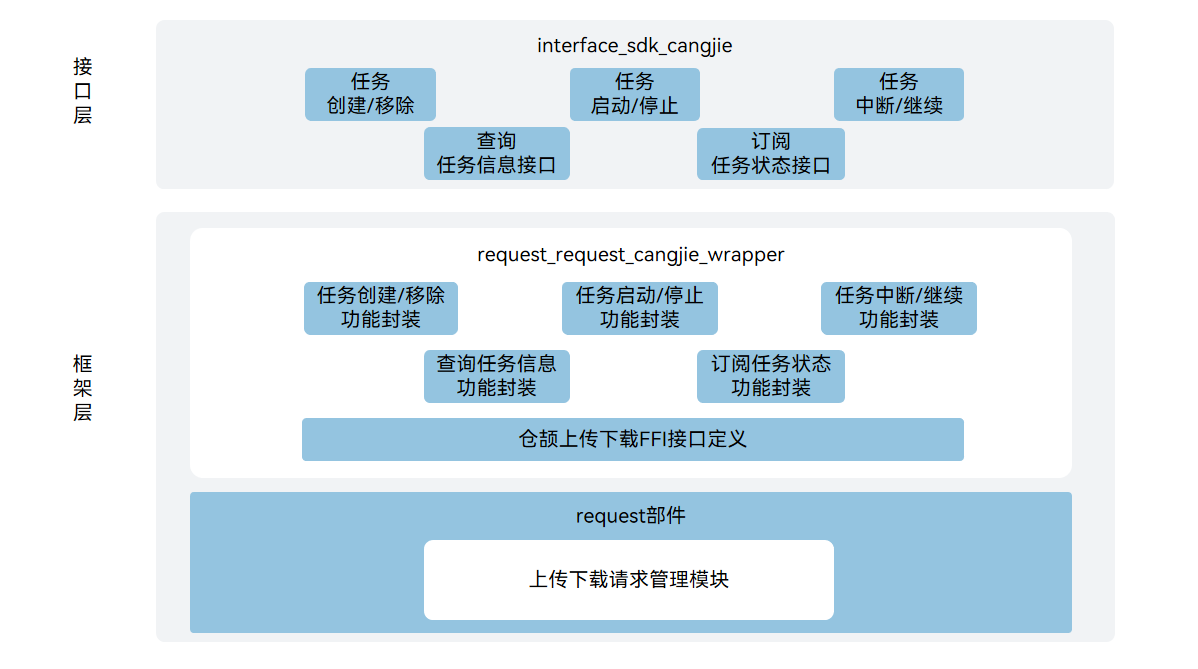 接
口
层
interface_sdk_cangjie
任务
创建/移除
任务
启动/停止
任务
中断/继续
查询
任务信息接口
订阅
任务状态接口
框
架
层
request_request_cangjie_wrapper
任务创建/移除
功能封装
任务启动/停止
功能封装
任务中断/继续
功能封装
查询任务信息
功能封装
订阅任务状态
功能封装
仓颉上传下载FFI接口定义
request部件
上传下载请求管理模块